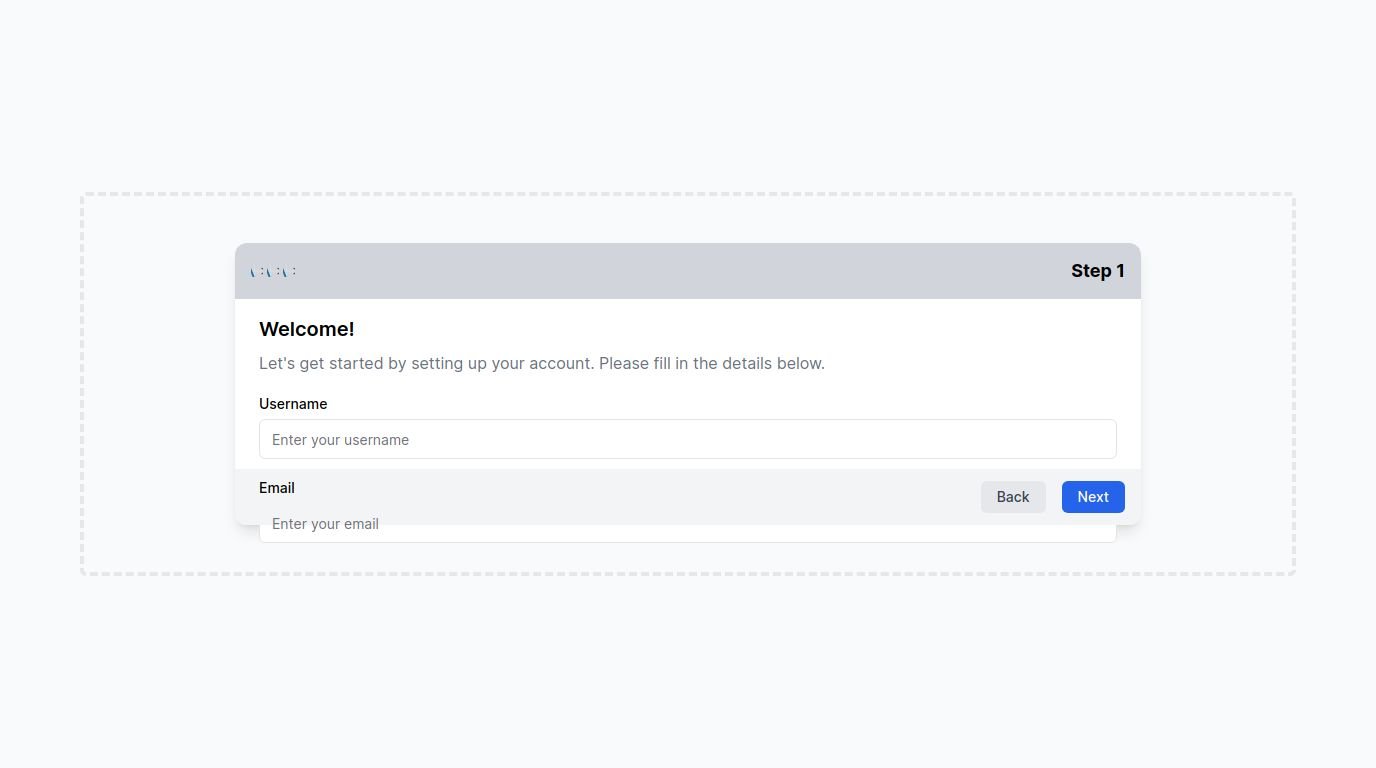 Step 1
Welcome!
Let's get started by setting up your account. Please fill in the details below.
Username
Enter your username
Email
Back
Next
Enter your email